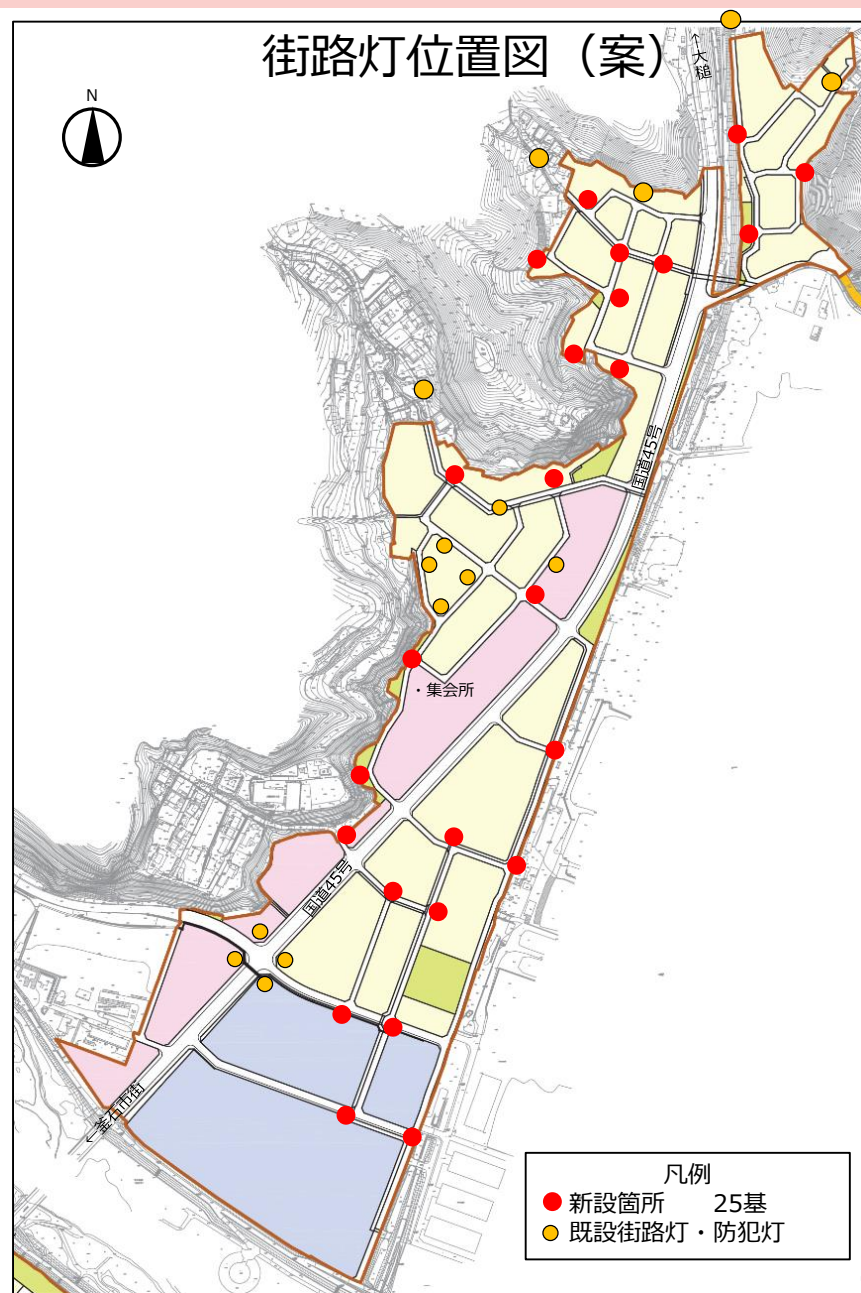 街路灯位置図（案）
←大槌
N
国道45号
・集会所
国道45号
←釜石市街
凡例
新設箇所　　25基
既設街路灯・防犯灯